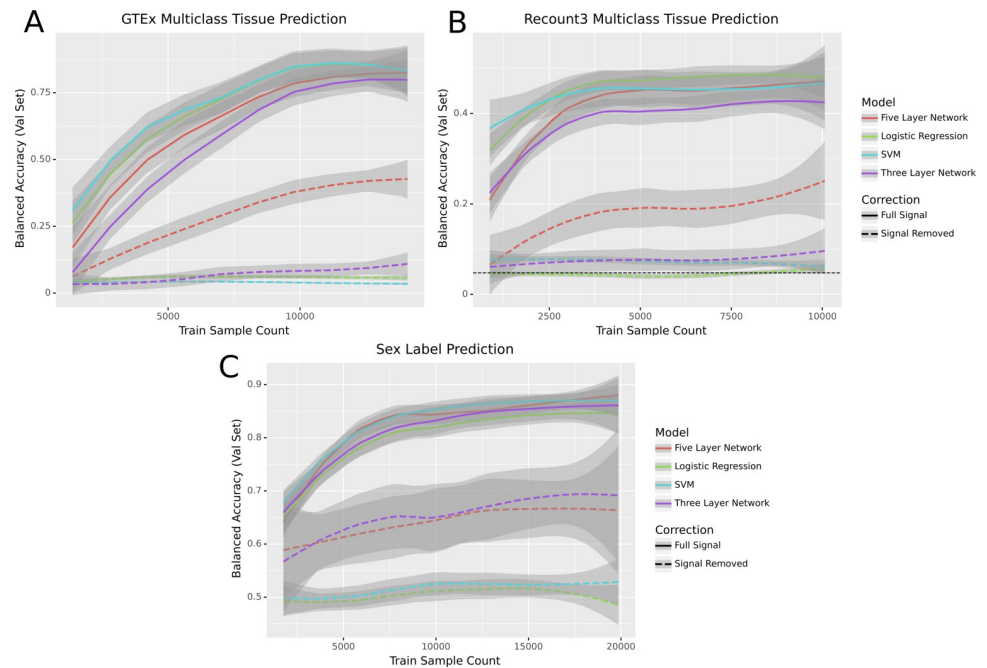 A
GTEx Multiclass Tissue Prediction
Balanced Accuracy (Val Set)
0.75
0.50
0.25
0
5000
10000
Train Sample Count
B
Recount3 Multiclass Tissue Prediction
Balanced Accuracy (Val Set)
0.4
0.2
0
2500
5000
7500
10000
Train Sample Count
Model
Five Layer Network
Logistic Regression
SVM
Three Layer Network
Correction
Full Signal
Signal Removed
C
Sex Label Prediction
Balanced Accuracy (Val Set)
0.9
0.8
0.7
0.6
0.5
5000
10000
15000
20000
Train Sample Count
Model
Five Layer Network
Logistic Regression
SVM
Three Layer Network
Correction
Full Signal
Signal Removed